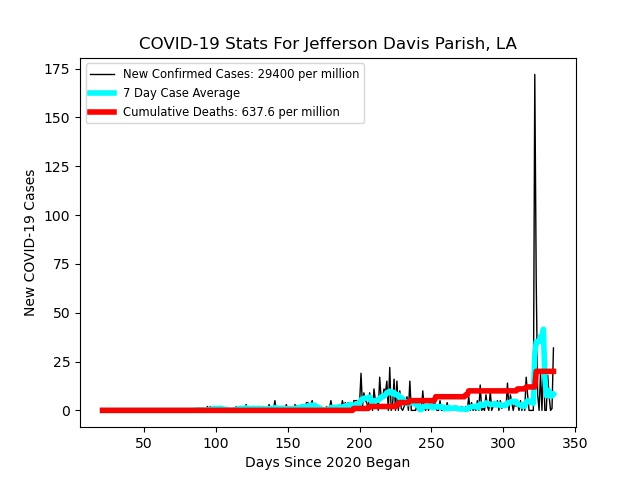 COVID-19 Stats For Jefferson Davis Parish, LA
175
150
125
100
75
50
25
0
New COVID-19 Cases
New Confirmed Cases: 29400 per million
7 Day Case Average
Cumulative Deaths: 637.6 per million
50 100 150 200 250 300 350
Days Since 2020 Began